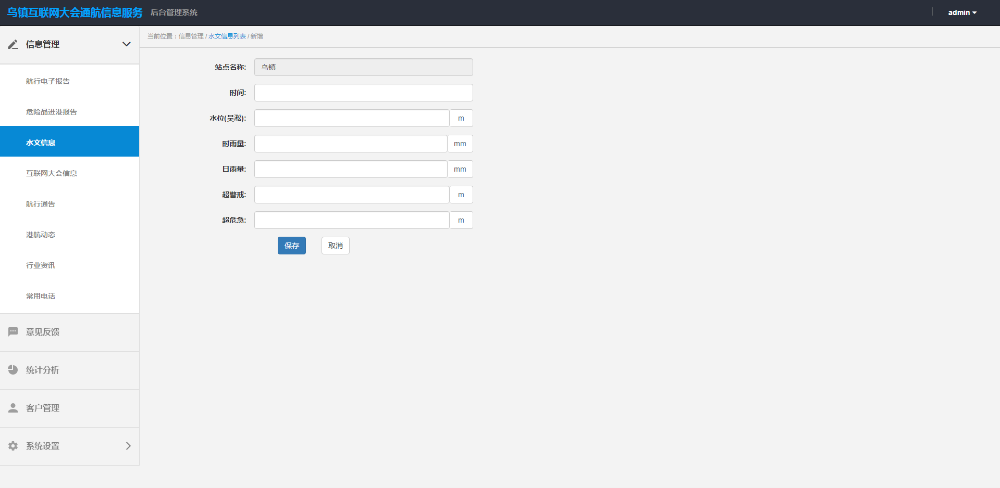 乌镇互联网大会通航信息服务 后台管理系统
admin
信息管理
航行电子报告
危险品进港报告
水文信息
互联网大会信息
航行通告
港航动态
行业资讯
常用电话
意见反馈
统计分析
客户管理
系统设置
当前位置：信息管理 / 水文信息列表 / 新增
站点名称: 乌镇
时间:
水位(吴淞): m
时雨量: mm
日雨量: mm
超警戒: m
超危急: m
保存 取消